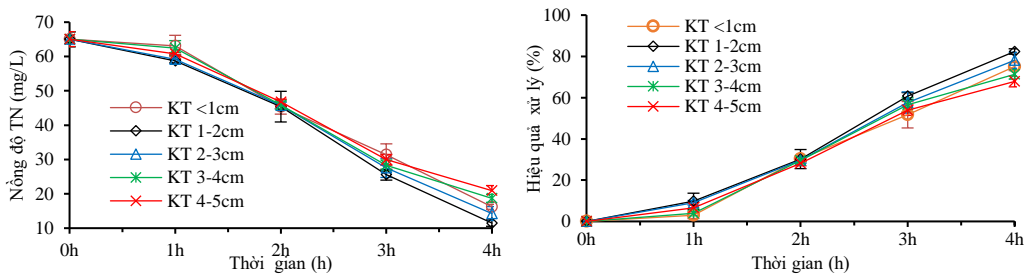 Nồng độ TN (mg/L)
70
60
50
40
30
20
10
KT <1cm
KT 1-2cm
KT 2-3cm
KT 3-4cm
KT 4-5cm
0h
1h
2h
3h
4h
Thời gian (h)
Hiệu quả xử lý (%)
100
80
60
40
20
0
KT <1cm
KT 1-2cm
KT 2-3cm
KT 3-4cm
KT 4-5cm
0h
1h
2h
3h
4h
Thời gian (h)